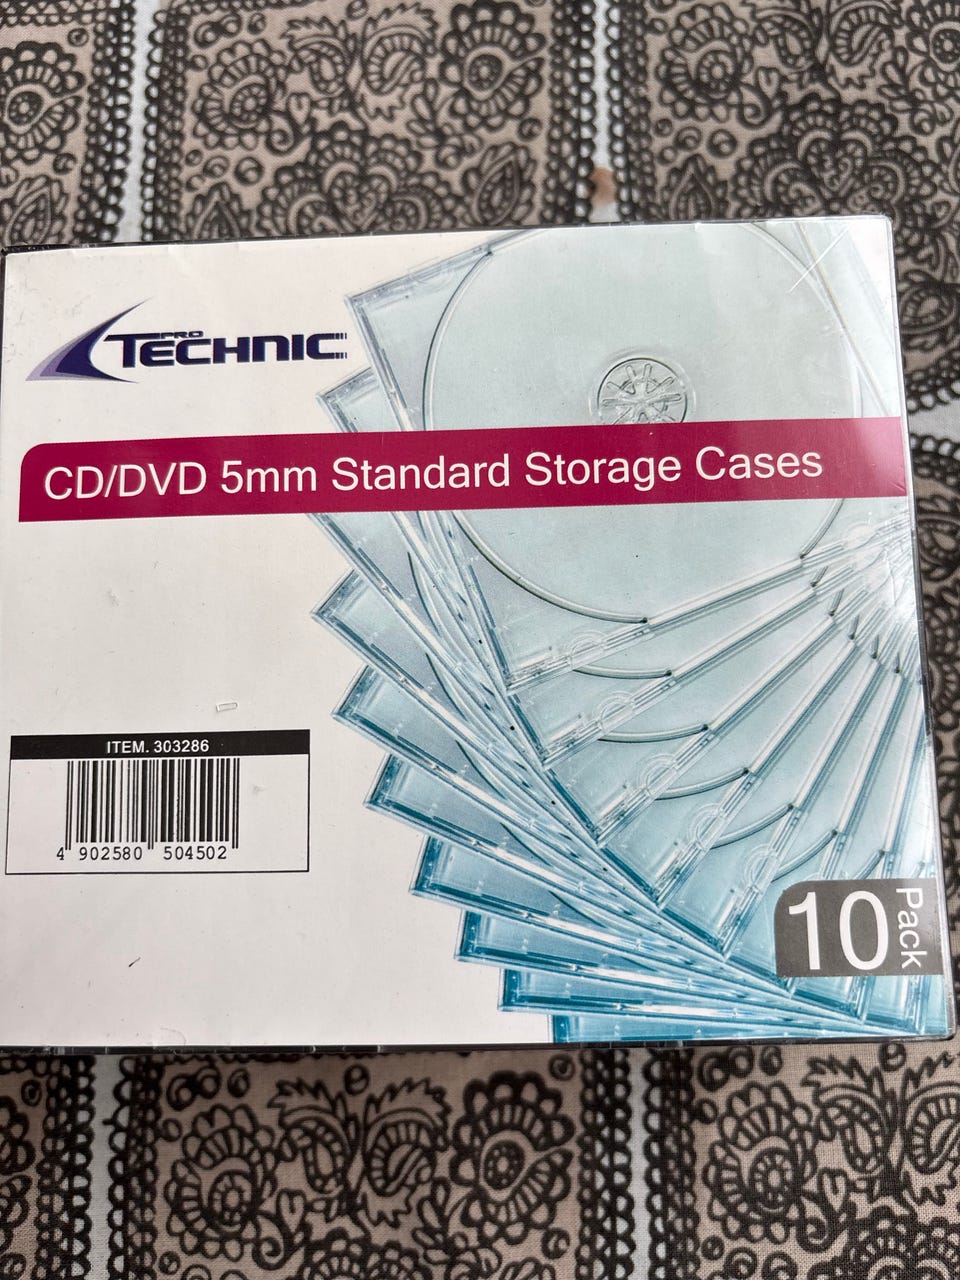 PRO
TECHNIC
CD/DVD 5mm Standard Storage Cases
ITEM. 303286
4 902580 504502
10 Pack